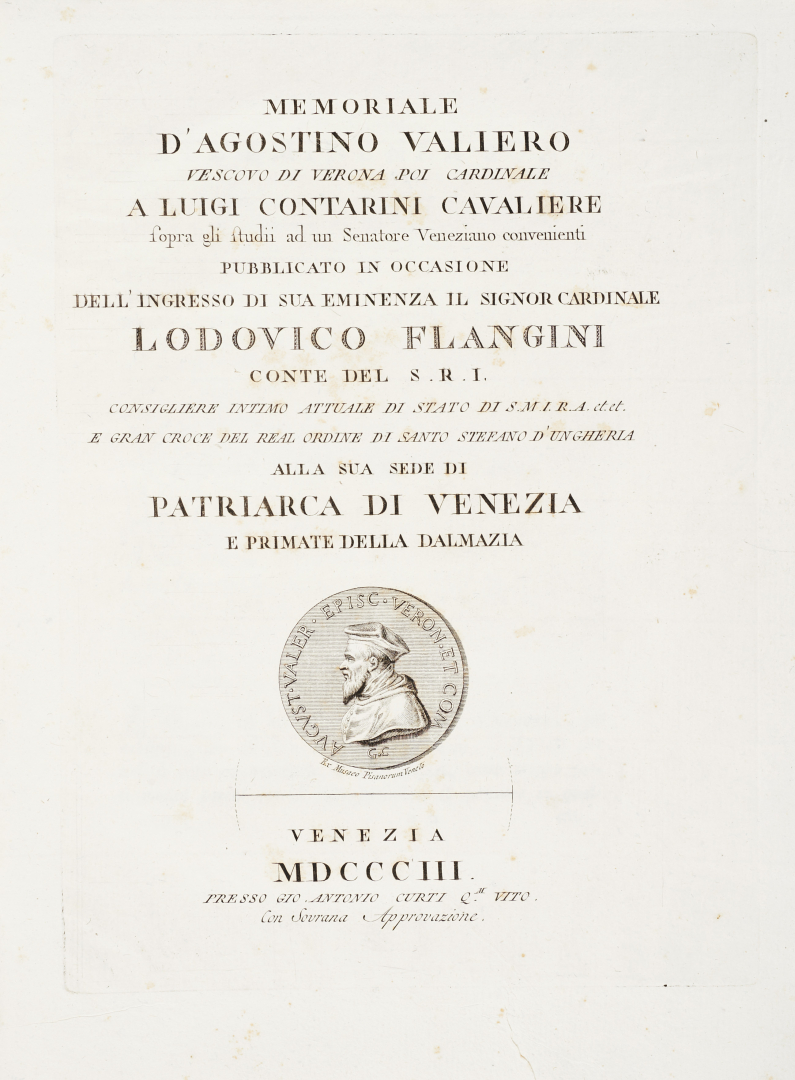 MEMORIALE
D'AGOSTINO VALIERO
VESCOVO DI VERONA POI CARDINALE
A LUIGI CONTARINI CAVALIERE
ſopra gli ſtudii ad un Senatore Veneziano convenienti
PUBBLICATO IN OCCASIONE
DELL'INGRESSO DI SUA EMINENZA IL SIGNOR CARDINALE
LODOVICO FLANGINI
CONTE DEL S.R.I.
CONSIGLIERE INTIMO ATTUALE DI STATO DI S.M.I.R.A. et.et.
E GRAN CROCE DEL REAL ORDINE DI SANTO STEFANO D'UNGHERIA
ALLA SUA SEDE DI
PATRIARCA DI VENEZIA
E PRIMATE DELLA DALMAZIA
AVGVST·VALER·EPISC·VERON·ET COM
Ex Musaeo Pisanorum Veneto
VENEZIA
MDCCCIII.
PRESSO GIO. ANTONIO CURTI Q.M VITO.
Con Sovrana Approvazione.